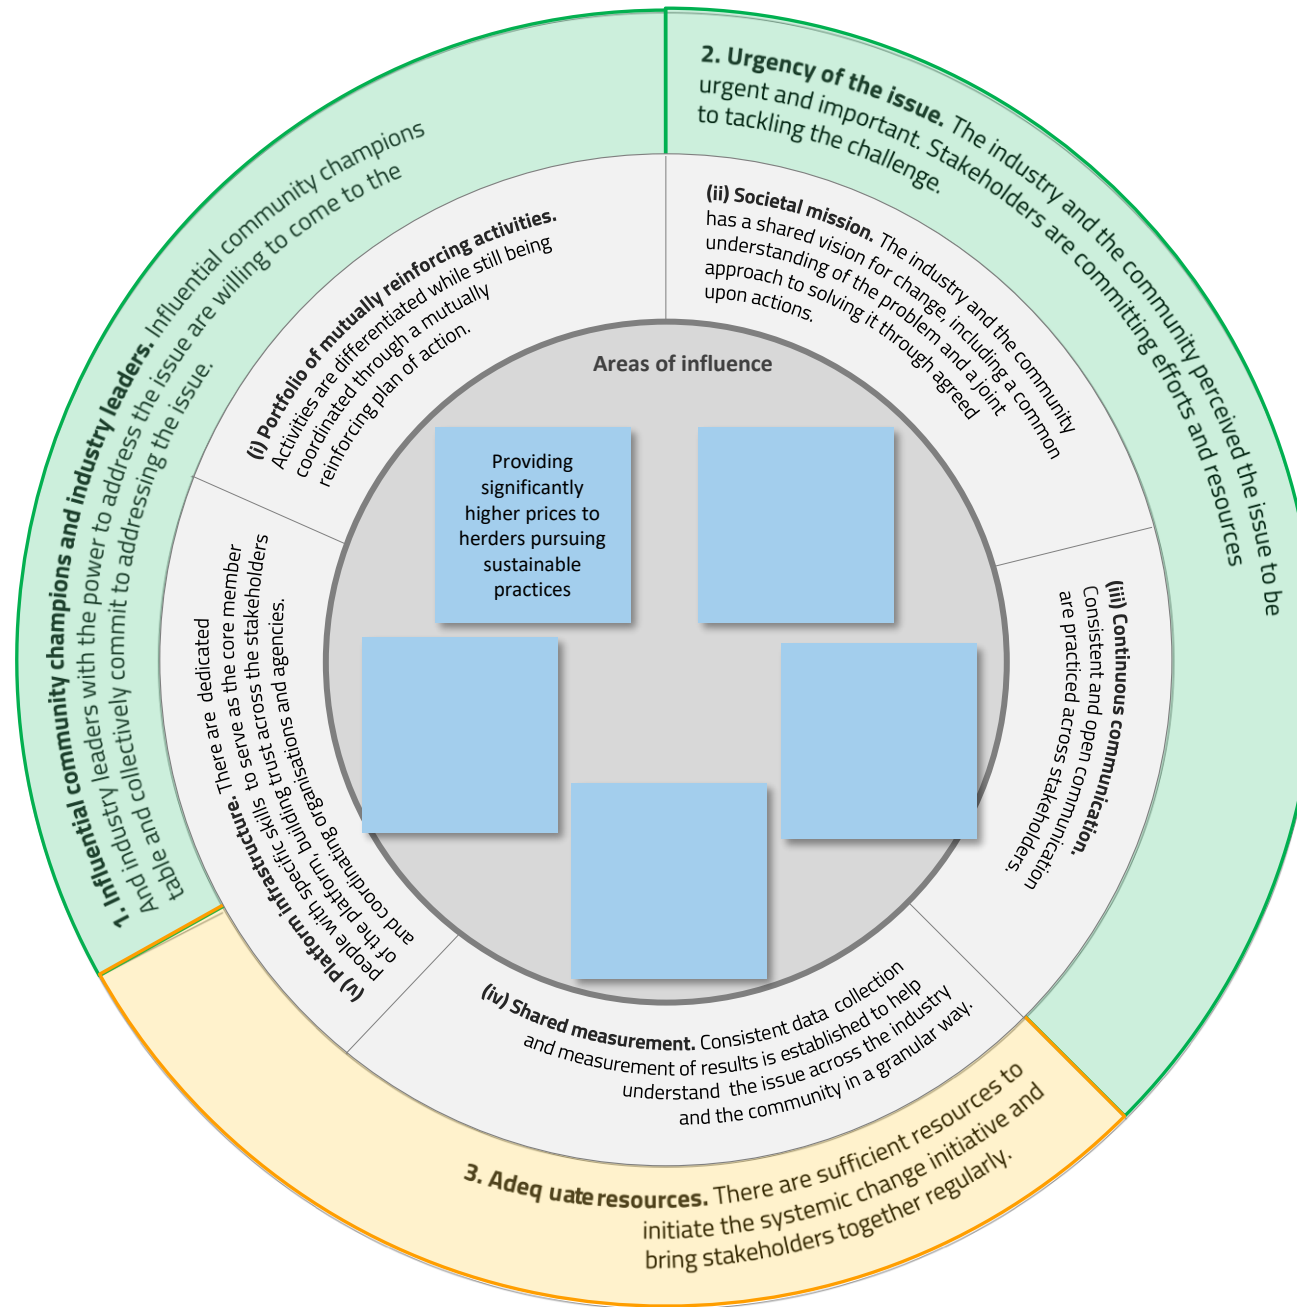 1. Influential community champions and industry leaders. Influential community champions
And industry leaders with the power to address the issue are willing to come to the
table and collectively commit to addressing the issue.
2. Urgency of the issue. The industry and the community perceived the issue to be
urgent and important. Stakeholders are committing efforts and resources
to tackling the challenge.
(i) Portfolio of mutually reinforcing activities.
Activities are differentiated while still being
coordinated through a mutually
reinforcing plan of action.
(ii) Societal mission. The industry and the community
has a shared vision for change, including a common
understanding of the problem and a joint
approach to solving it through agreed
upon actions.
Areas of influence
Providing
significantly
higher prices to
herders pursuing
sustainable
practices
(iii) Continuous communication.
Consistent and open communication
are practiced across stakeholders.
(v) Platform infrastructure. There are dedicated
people with specific skills to serve as the core member
of the platform, building trust across the stakeholders
and coordinating organisations and agencies.
(iv) Shared measurement. Consistent data collection
and measurement of results is established to help
understand the issue across the industry
and the community in a granular way.
3. Adeq uate resources. There are sufficient resources to
initiate the systemic change initiative and
bring stakeholders together regularly.